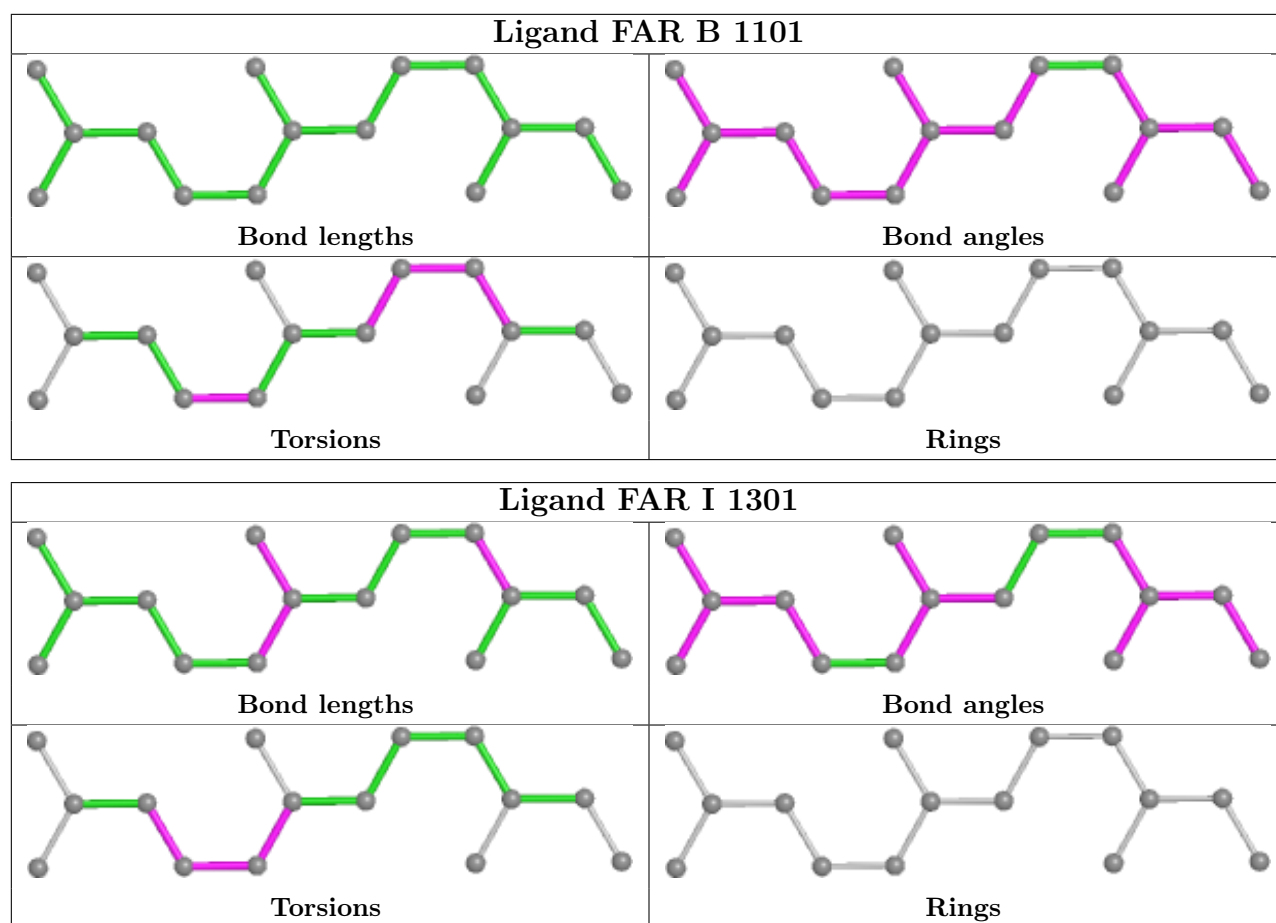 Ligand FAR B 1101
Bond lengths
Bond angles
Torsions
Rings
Ligand FAR I 1301
Bond lengths
Bond angles
Torsions
Rings